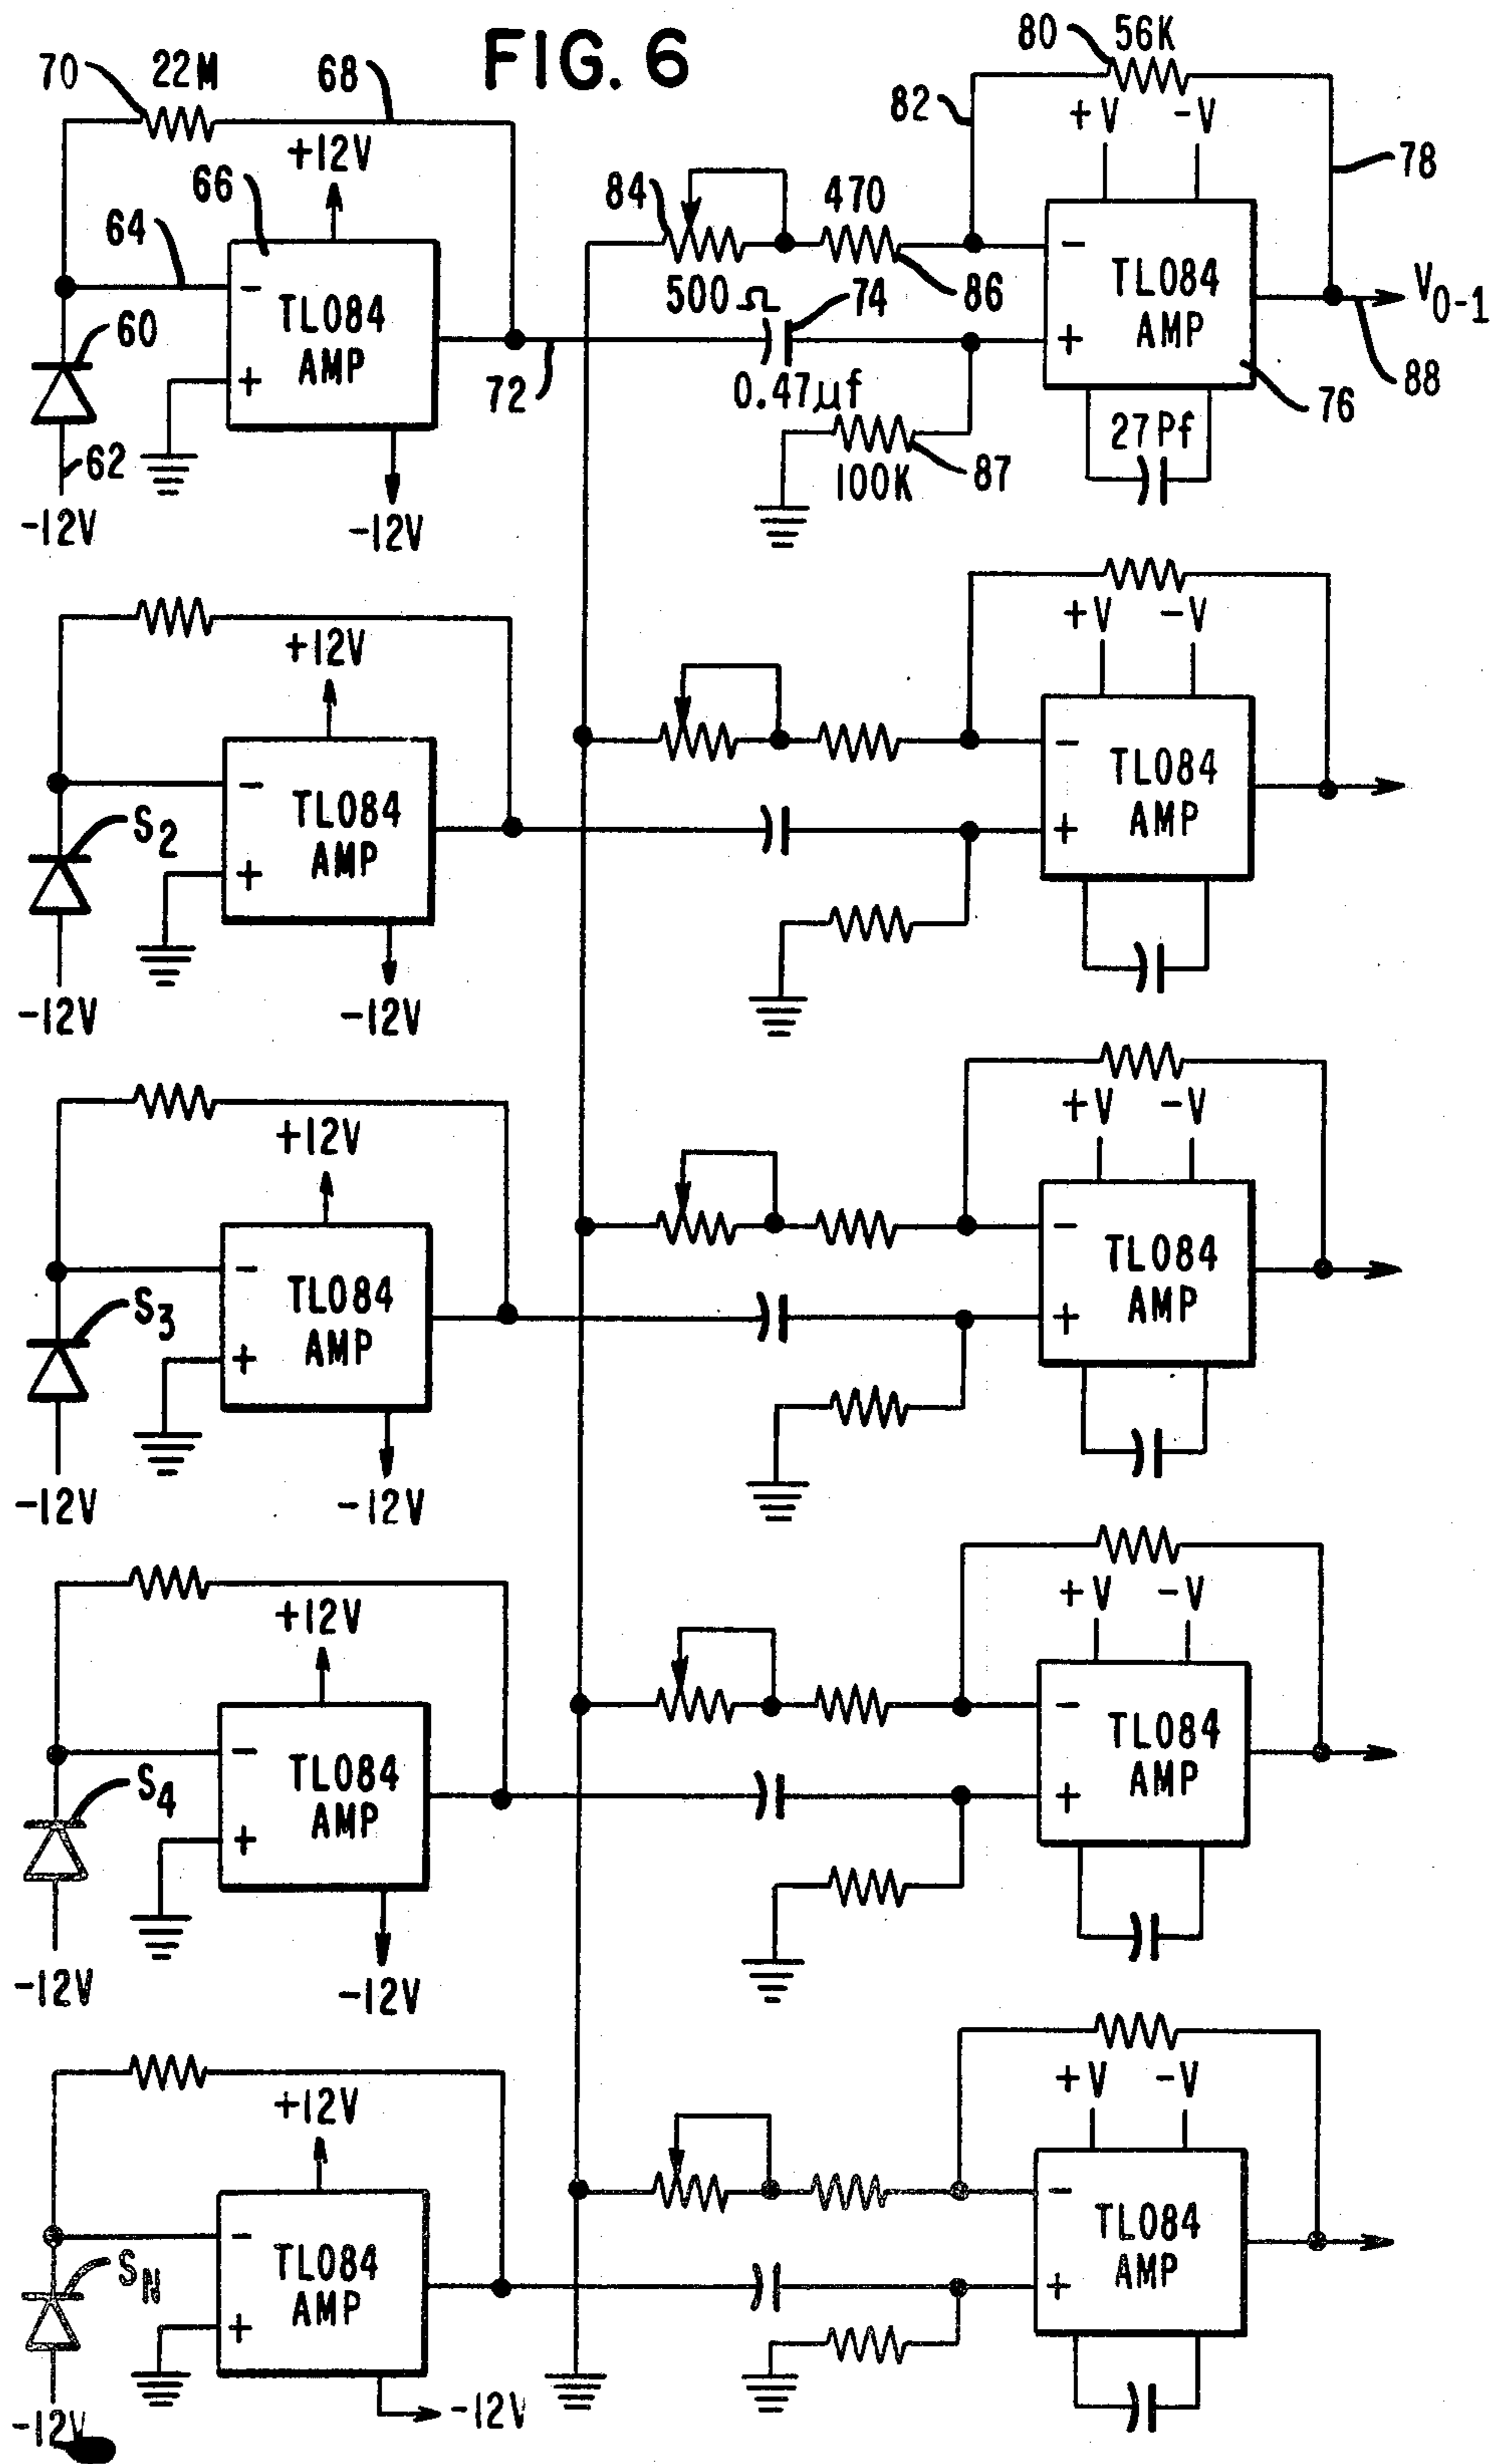 FIG. 6
70 22M 68
80 56K
82 +V -V
78
+12V
66
64
84 470
- TL084 AMP +
60
500Ω 74 86
- TL084 AMP +
V0-1
72
0.47µf
76 88
62
-12V
-12V
100K 87
27Pf
+12V
+V -V
- TL084 AMP +
- TL084 AMP +
S2
-12V
-12V
+12V
+V -V
- TL084 AMP +
- TL084 AMP +
S3
-12V
-12V
+12V
+V -V
- TL084 AMP +
- TL084 AMP +
S4
-12V
-12V
+12V
+V -V
- TL084 AMP +
- TL084 AMP +
SN
-12V
-12V